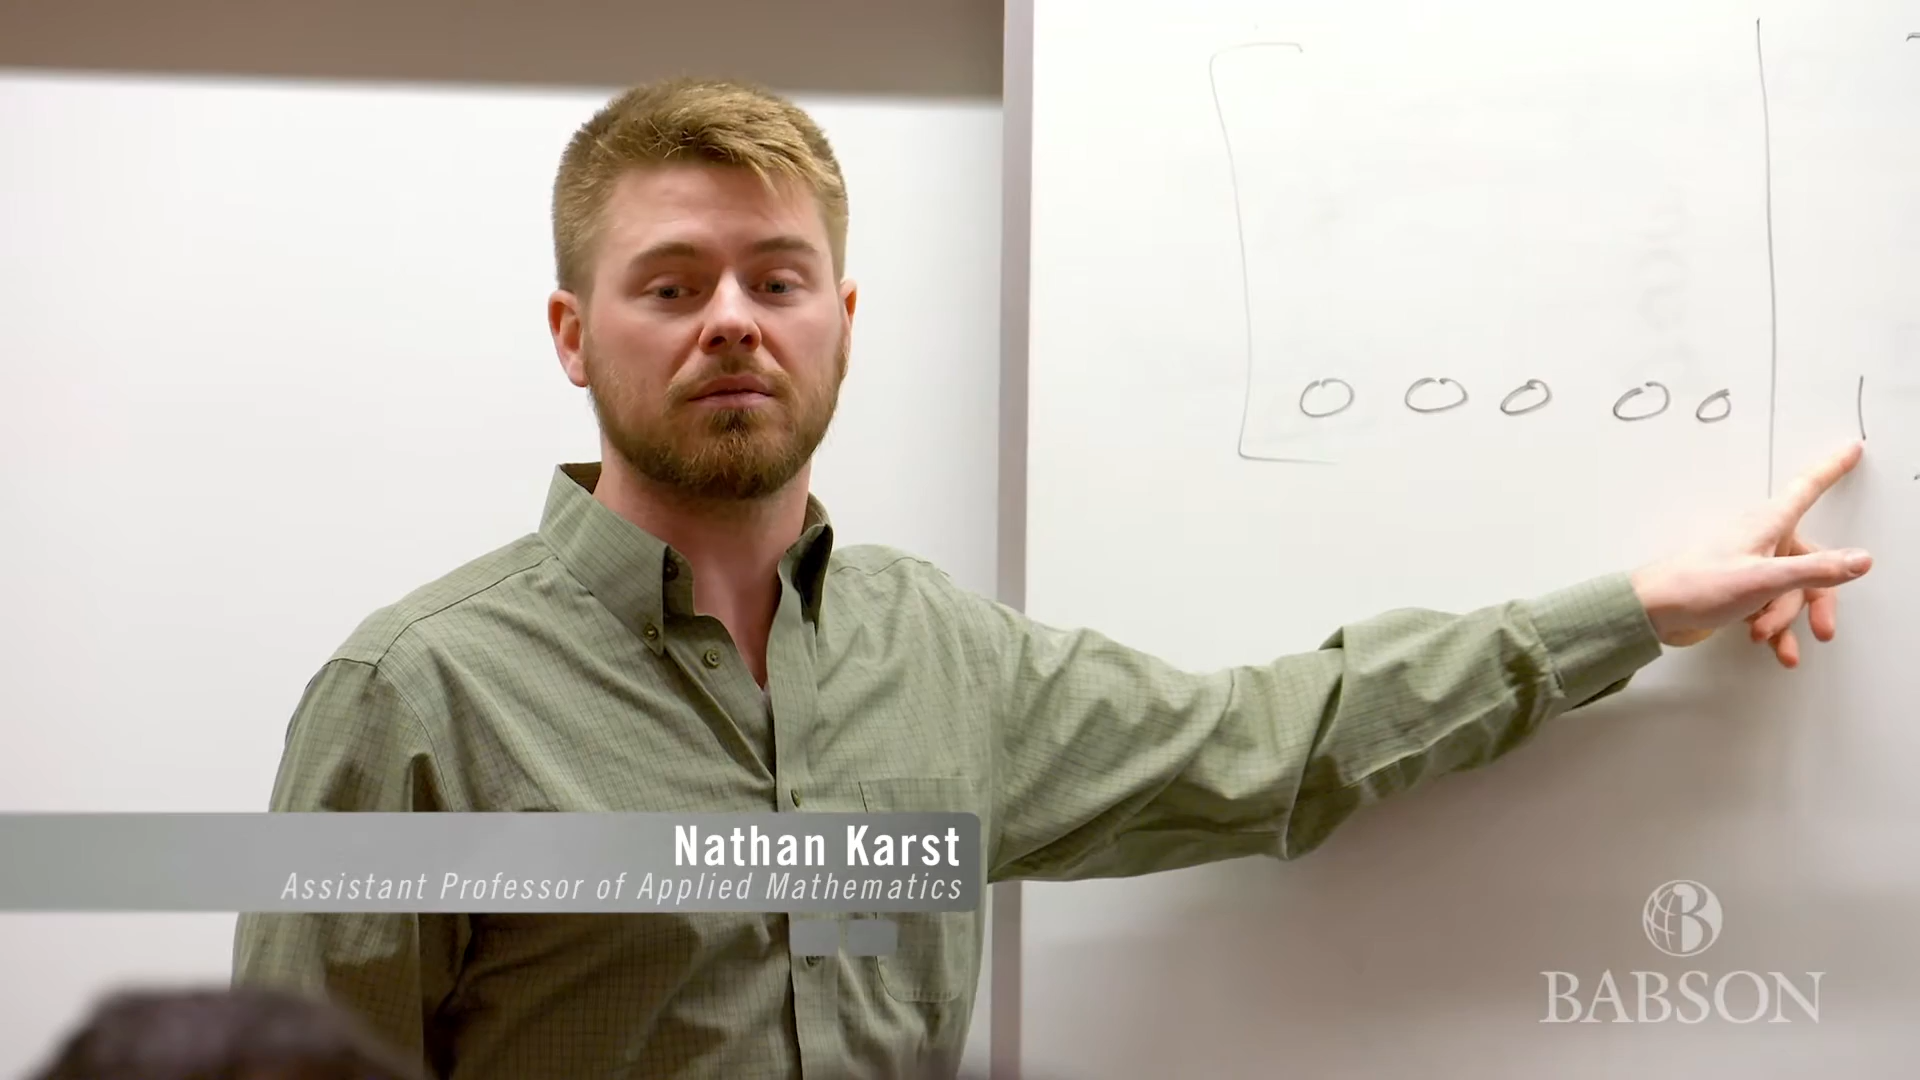 0 0 0 0 0 1
Nathan Karst
Assistant Professor of Applied Mathematics
B
BABSON